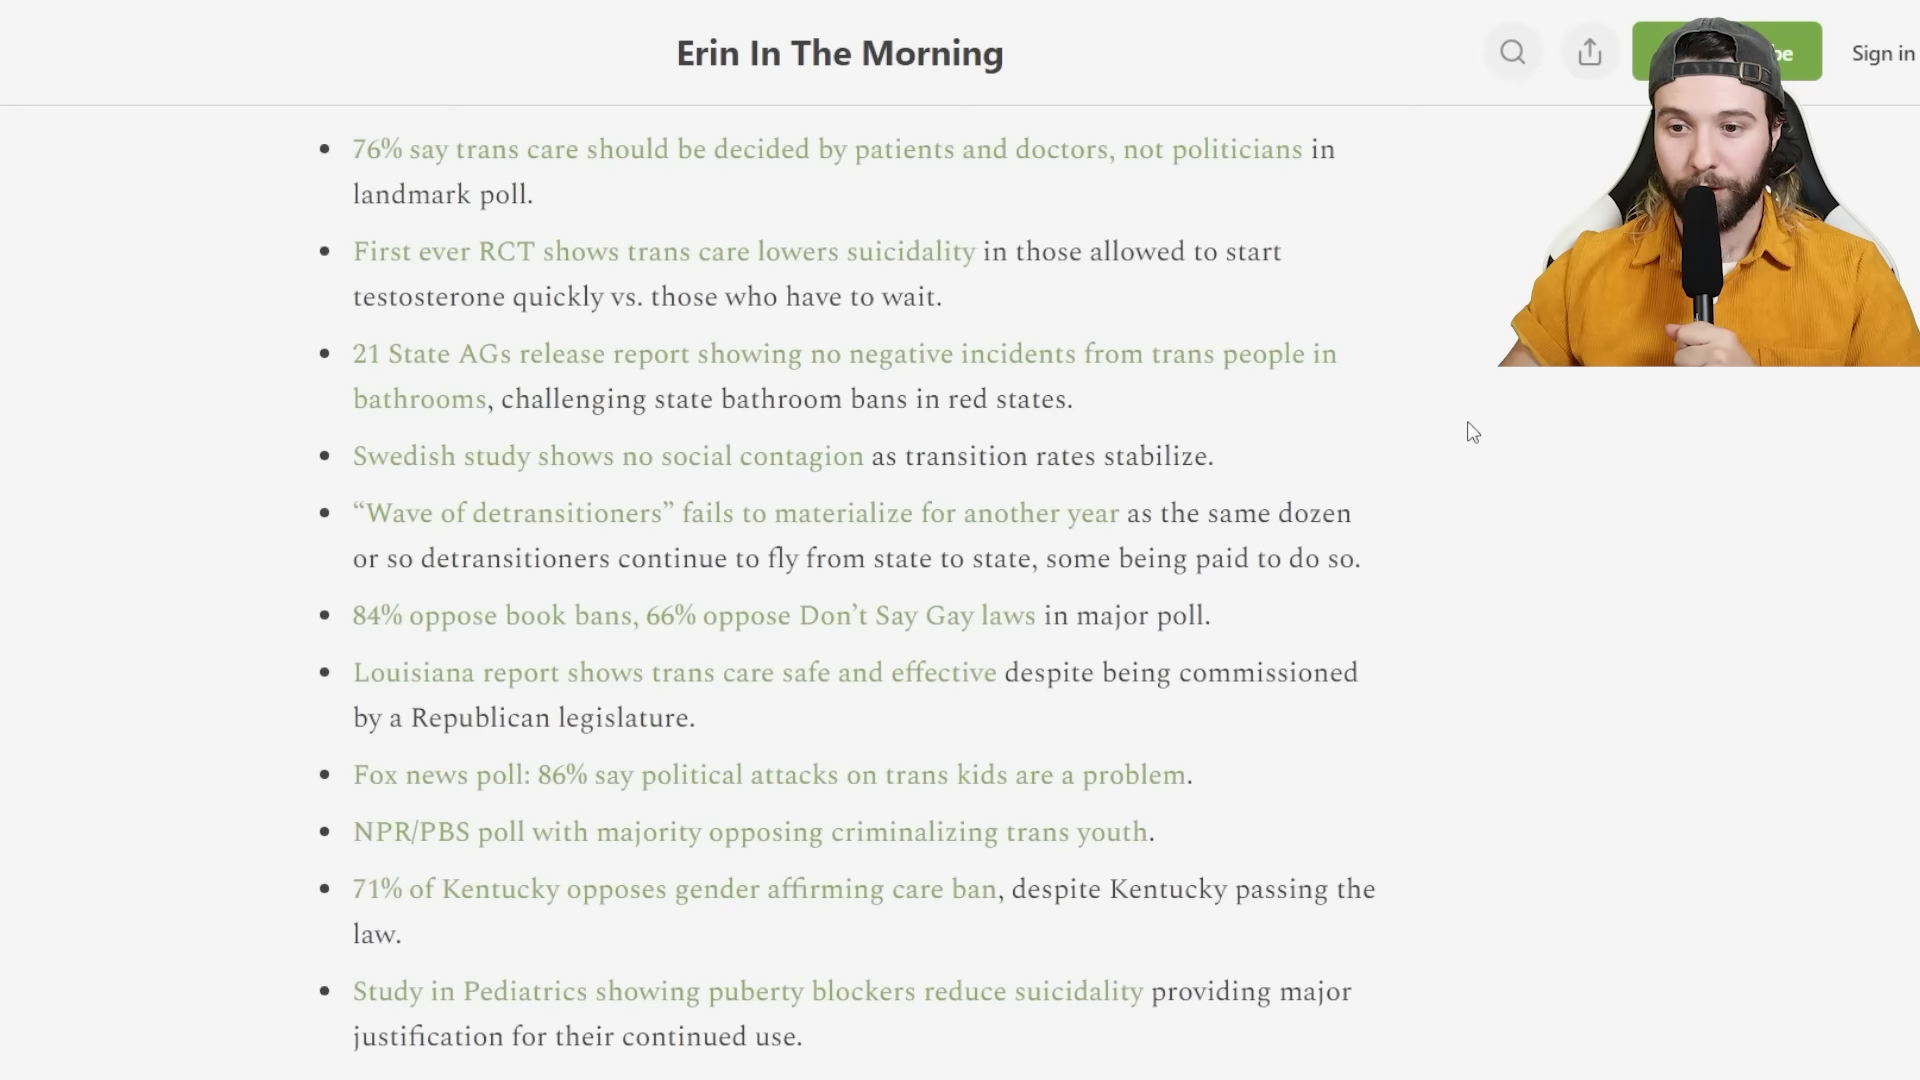 Erin In The Morning
Sign in
76% say trans care should be decided by patients and doctors, not politicians in
landmark poll.
First ever RCT shows trans care lowers suicidality in those allowed to start
testosterone quickly vs. those who have to wait.
21 State AGs release report showing no negative incidents from trans people in
bathrooms, challenging state bathroom bans in red states.
Swedish study shows no social contagion as transition rates stabilize.
“Wave of detransitioners” fails to materialize for another year as the same dozen
or so detransitioners continue to fly from state to state, some being paid to do so.
84% oppose book bans, 66% oppose Don’t Say Gay laws in major poll.
Louisiana report shows trans care safe and effective despite being commissioned
by a Republican legislature.
Fox news poll: 86% say political attacks on trans kids are a problem.
NPR/PBS poll with majority opposing criminalizing trans youth.
71% of Kentucky opposes gender affirming care ban, despite Kentucky passing the
law.
Study in Pediatrics showing puberty blockers reduce suicidality providing major
justification for their continued use.